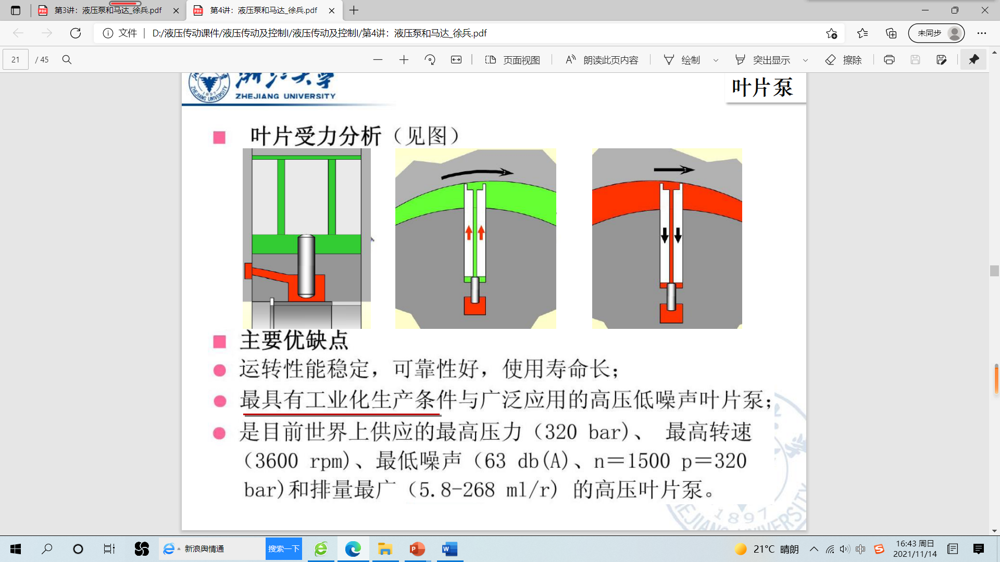 第3讲：液压泵和马达_徐兵.pdf
第4讲：液压泵和马达_徐兵.pdf
文件
D:/液压传动课件/液压传动及控制I/液压传动及控制I/第4讲：液压泵和马达_徐兵.pdf
未同步
21 / 45
页面视图
朗读此页内容
绘制
突出显示
擦除
浙江大学
ZHEJIANG UNIVERSITY
叶片泵
叶片受力分析（见图）
主要优缺点
运转性能稳定，可靠性好，使用寿命长；
最具有工业化生产条件与广泛应用的高压低噪声叶片泵；
是目前世界上供应的最高压力（320 bar)、 最高转速
（3600 rpm)、最低噪声（63 db(A)、n＝1500 p＝320
bar)和排量最广（5.8-268 ml/r) 的高压叶片泵。
1897
新浪舆情通
搜索一下
21°C 晴朗
中
16:43 周日
2021/11/14